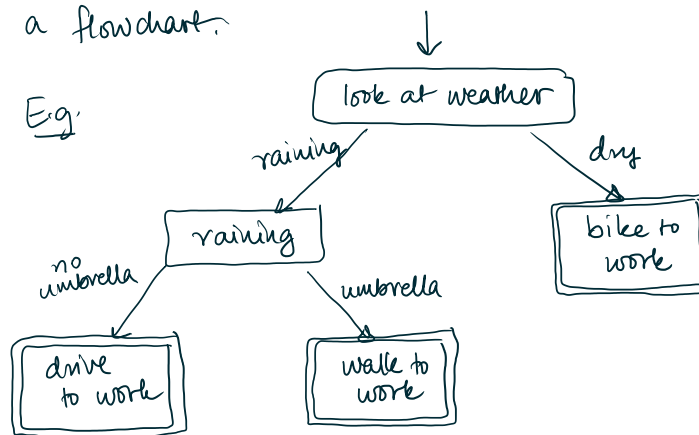 a flowchart.
E.g.
look at weather
raining
dry
raining
bike to
work
no
umbrella
umbrella
drive
to work
walk to
work